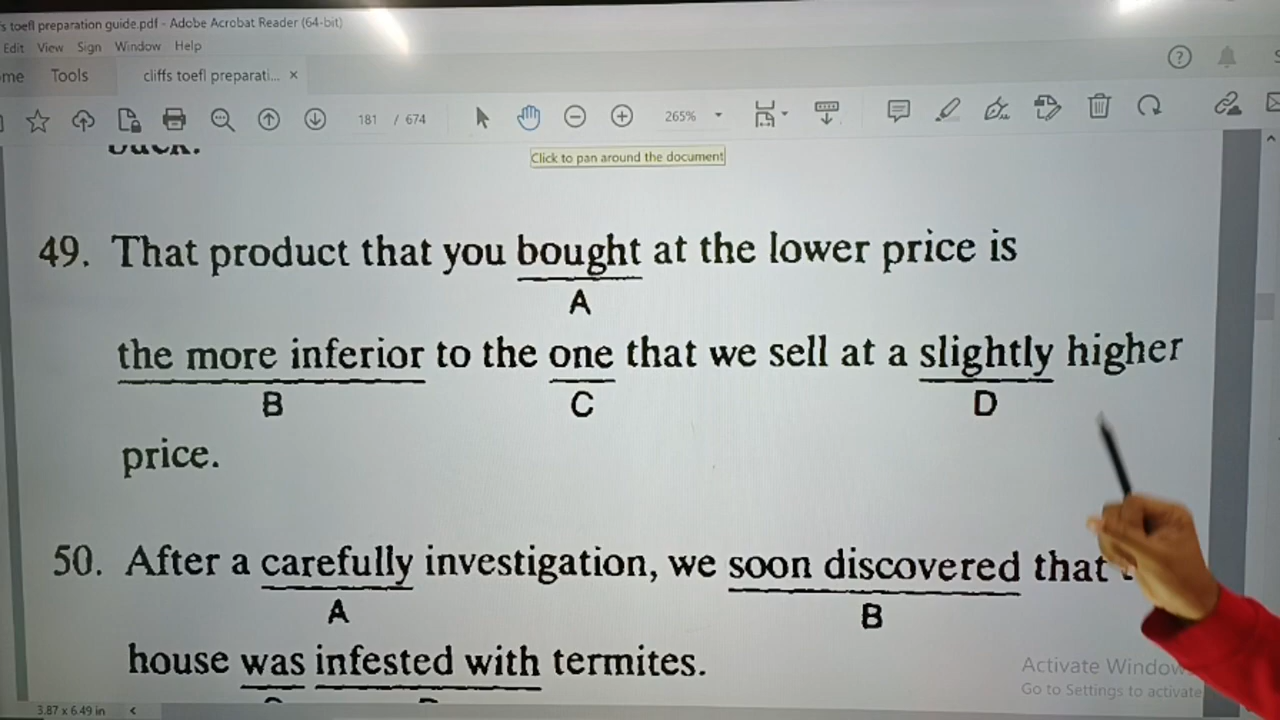 s toefl preparation guide.pdf - Adobe Acrobat Reader (64-bit)
Edit View Sign Window Help
me Tools cliffs toefl preparati... ×
181 / 674 265%
Click to pan around the document
49. That product that you bought at the lower price is
A
the more inferior to the one that we sell at a slightly higher
B C D
price.
50. After a carefully investigation, we soon discovered that
A B
house was infested with termites.
Activate Window
Go to Settings to activate
3.87 x 6.49 in